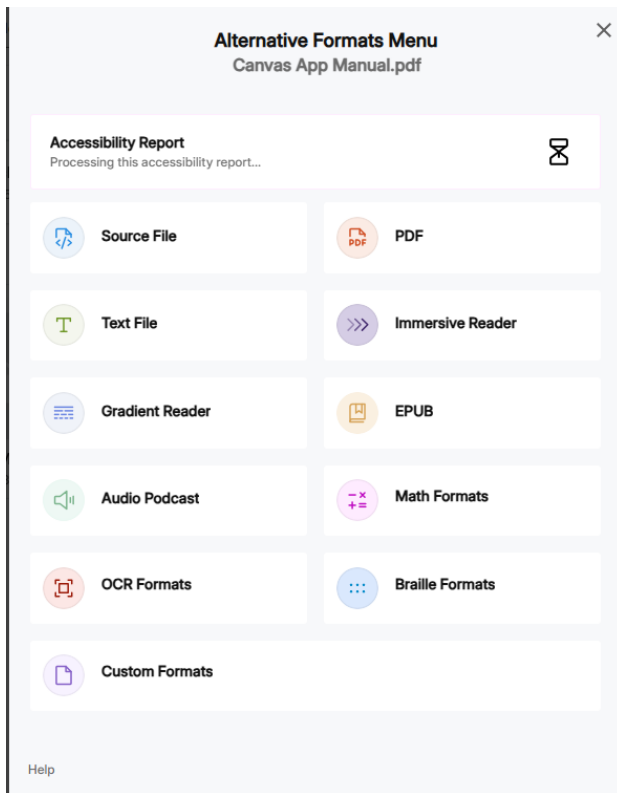 Alternative Formats Menu
Canvas App Manual.pdf
Accessibility Report
Processing this accessibility report...
Source File
PDF
PDF
Text File
Immersive Reader
Gradient Reader
EPUB
Audio Podcast
Math Formats
OCR Formats
Braille Formats
Custom Formats
Help